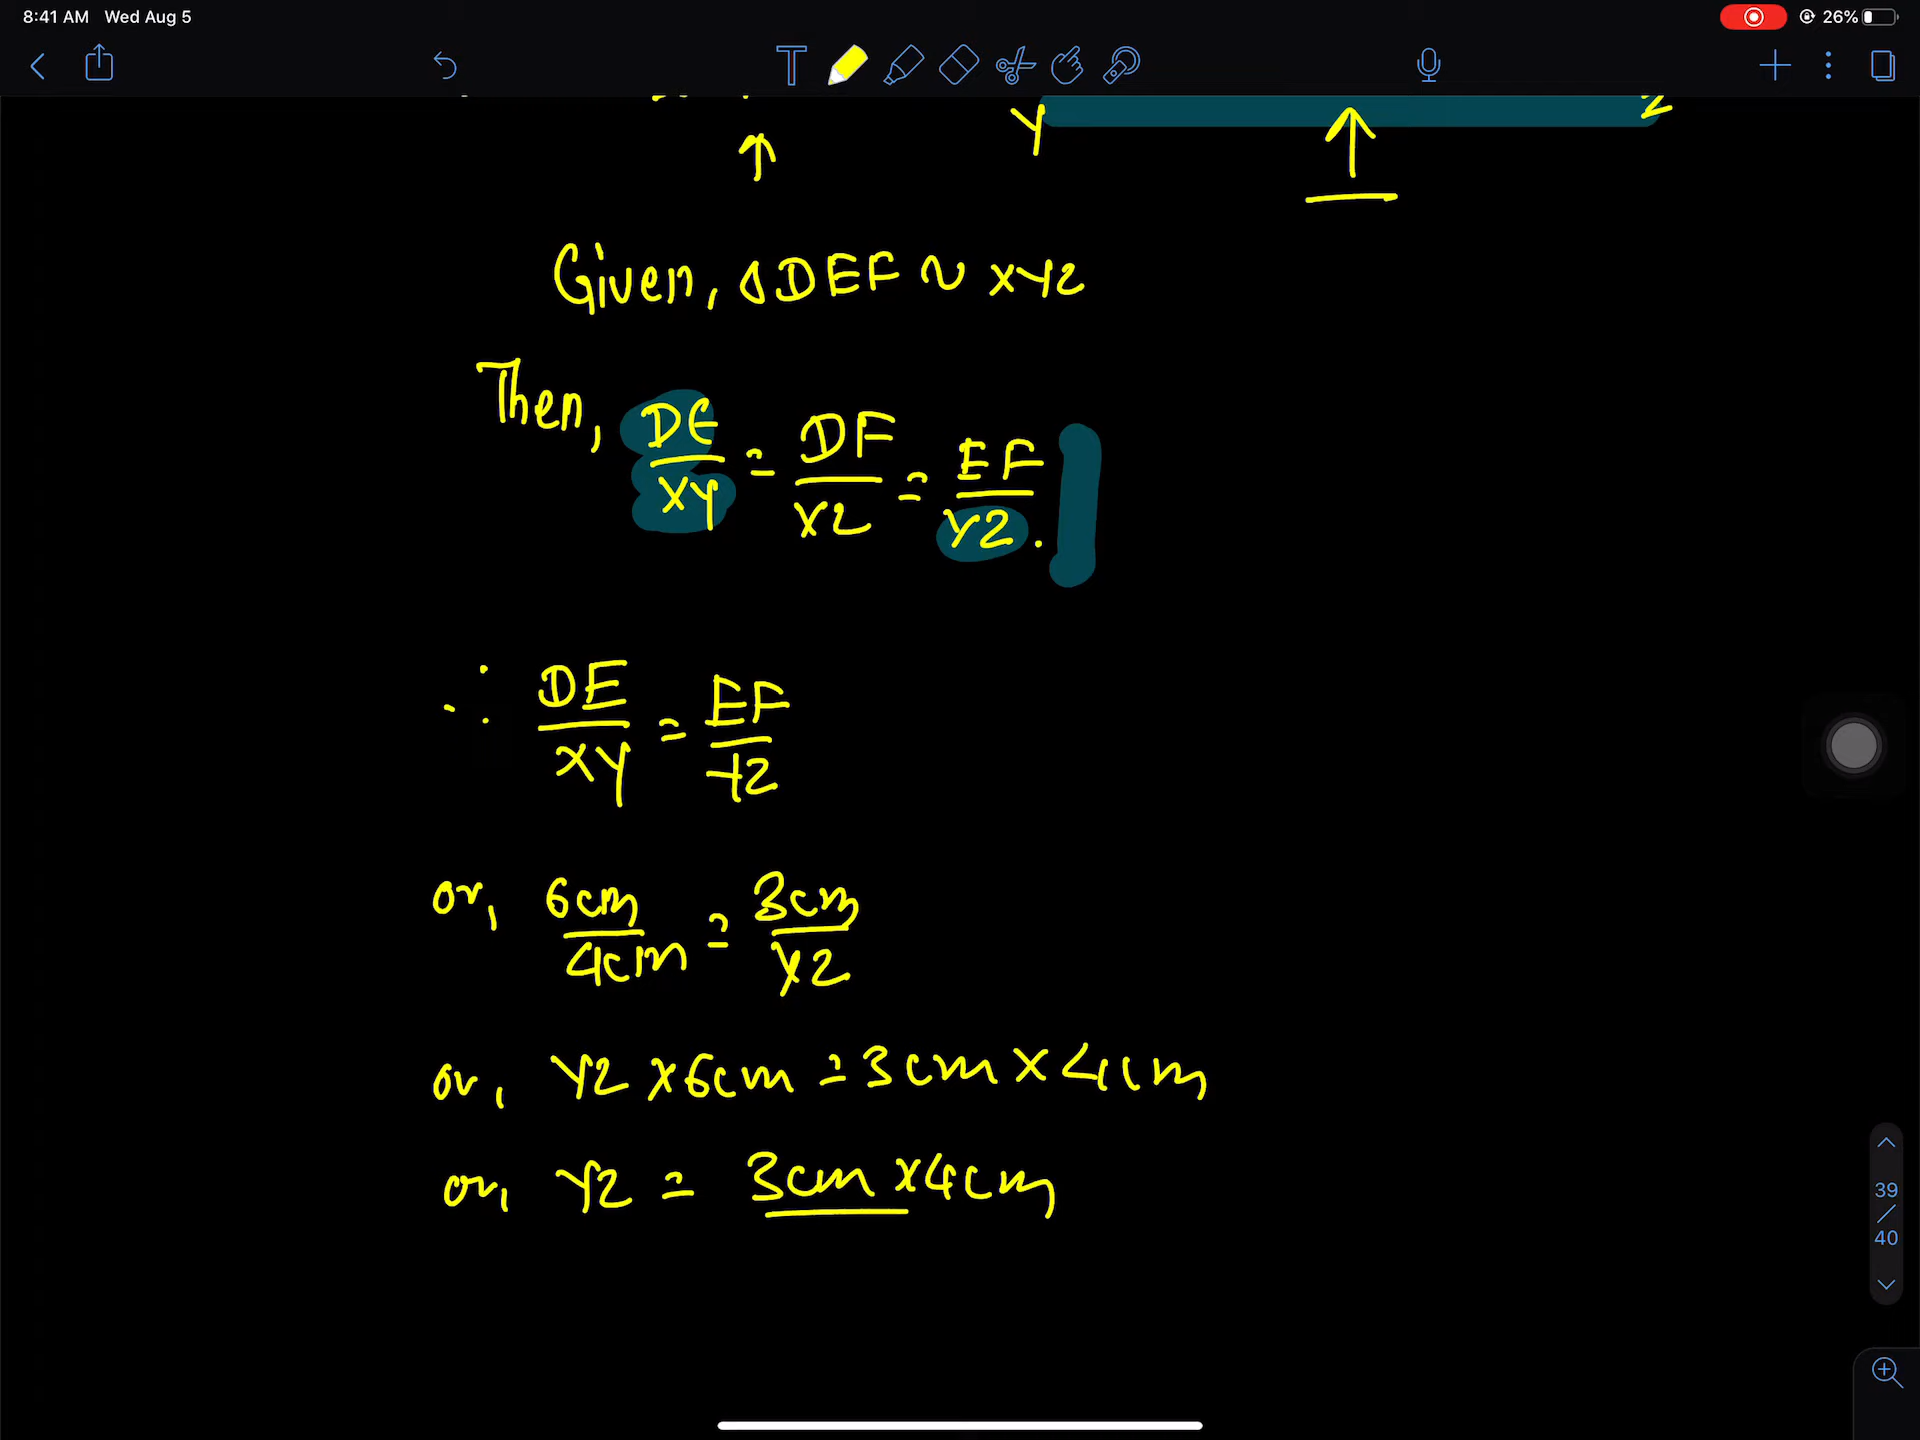 8:41 AM Wed Aug 5
26%
T
Y Z
Given, ΔDEF ~ XYZ
Then, DE/XY = DF/XZ = EF/YZ.
∴ DE/XY = EF/YZ
or, 6cm/4cm = 3cm/YZ
or, YZ × 6cm = 3cm × 4cm
or, YZ = 3cm × 4cm
39
/
40